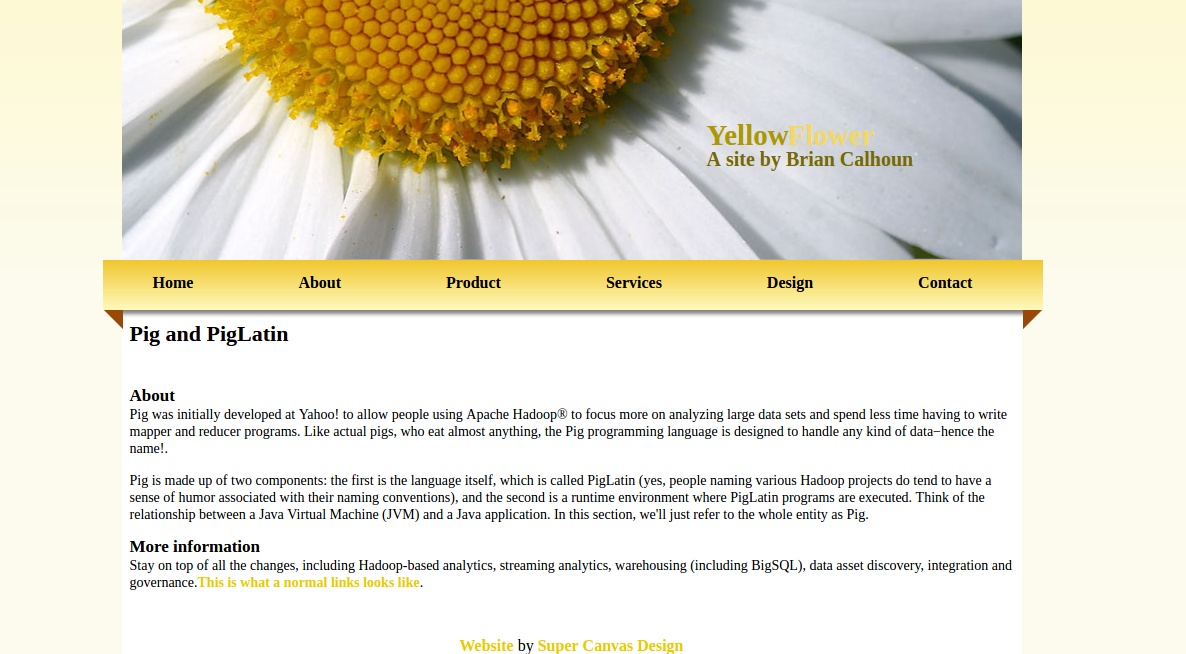 YellowFlower
A site by Brian Calhoun
Home About Product Services Design Contact
Pig and PigLatin
About
Pig was initially developed at Yahoo! to allow people using Apache Hadoop® to focus more on analyzing large data sets and spend less time having to write
mapper and reducer programs. Like actual pigs, who eat almost anything, the Pig programming language is designed to handle any kind of data−hence the
name!.
Pig is made up of two components: the first is the language itself, which is called PigLatin (yes, people naming various Hadoop projects do tend to have a
sense of humor associated with their naming conventions), and the second is a runtime environment where PigLatin programs are executed. Think of the
relationship between a Java Virtual Machine (JVM) and a Java application. In this section, we'll just refer to the whole entity as Pig.
More information
Stay on top of all the changes, including Hadoop-based analytics, streaming analytics, warehousing (including BigSQL), data asset discovery, integration and
governance.This is what a normal links looks like.
Website by Super Canvas Design